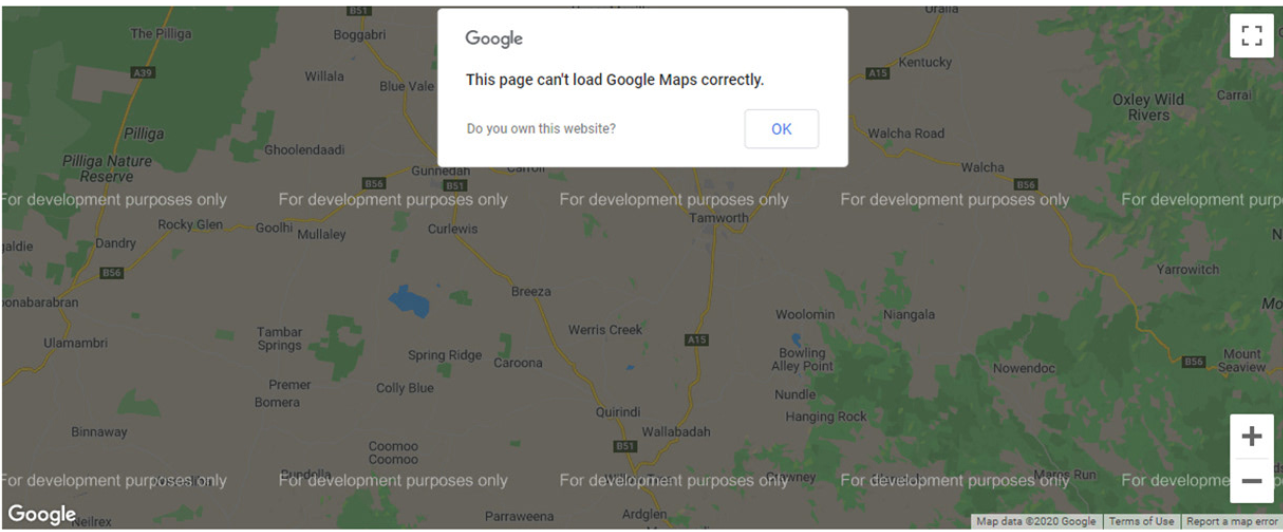 B51
Uralla
The Pilliga
Boggabri
Google
A39
Willala
Blue Vale
This page can't load Google Maps correctly.
A15
Kentucky
Oxley Wild
Rivers
Carrai
Do you own this website?
OK
Pilliga
Walcha Road
Pilliga Nature
Reserve
Ghoolendaadi
Gunnedah
Carroll
Walcha
B56
B51
B56
For development purposes only
For development purposes only
For development purposes only
For development purposes only
For development purp
Tamworth
Rocky Glen
Goolhi
Mullaley
Curlewis
galdie
Dandry
B56
Yarrowitch
onabarabran
Breeza
Mo
Woolomin
Niangala
Ulamambri
Tambar
Springs
Werris Creek
A15
Spring Ridge
Caroona
Bowling
Alley Point
B56
Mount
Seaview
Nowendoc
Premer
Colly Blue
Nundle
Bomera
Quirindi
Hanging Rock
Binnaway
Wallabadah
B51
Coomoo
Coomoo
For development purposes only
Bundella
For development purposes only
For development purposes only
Crawney
For development purposes only
Mares Run
For developme
Google
Neilrex
Parraweena
Ardglen
Map data ©2020 Google
Terms of Use
Report a map error